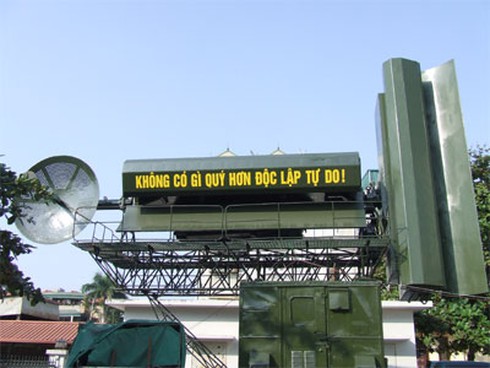 KHÔNG CÓ GÌ QUÝ HƠN ĐỘC LẬP TỰ DO!